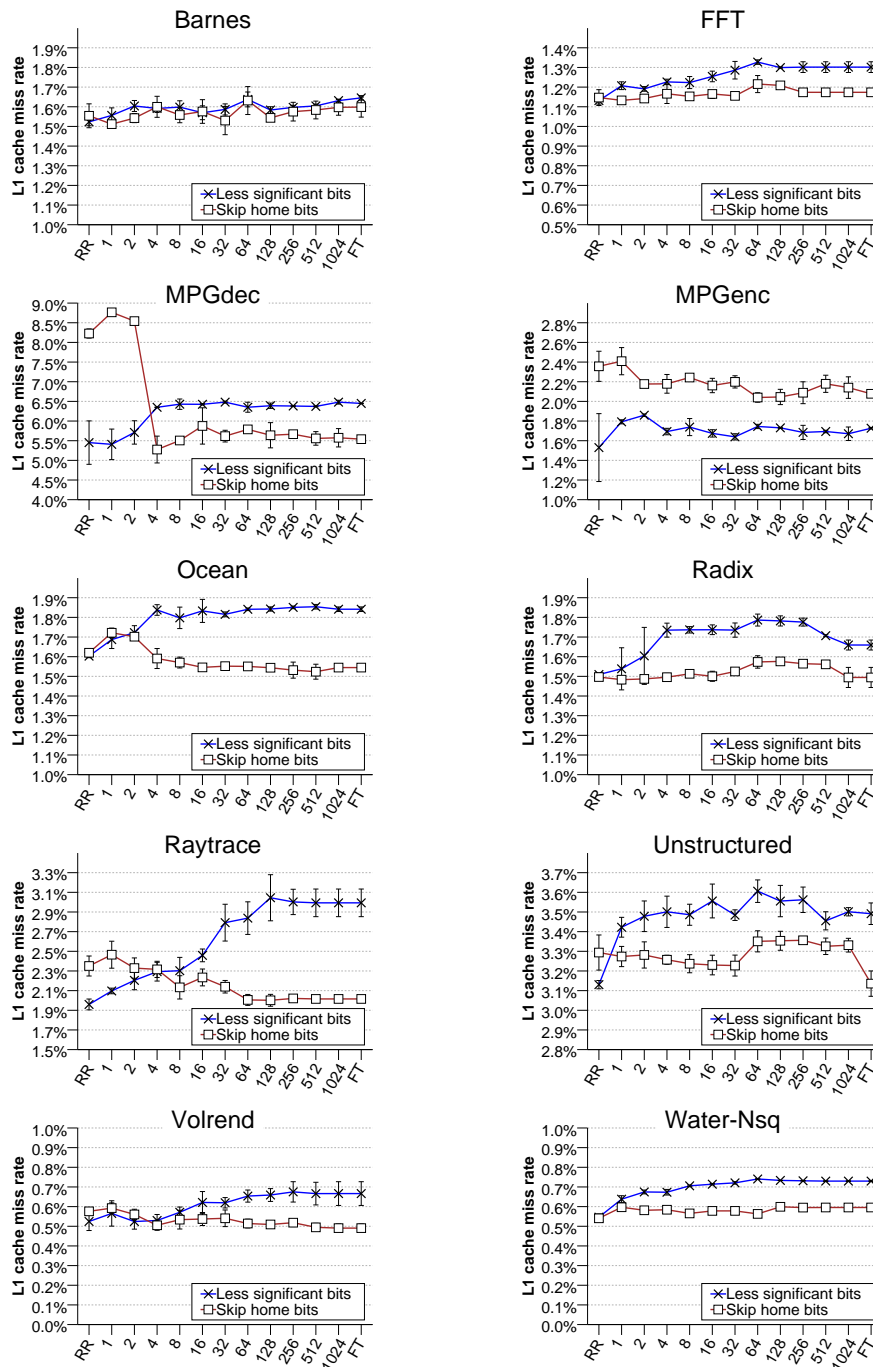 Barnes
L1 cache miss rate
1.9%
1.8%
1.7%
1.6%
1.5%
1.4%
1.3%
1.2%
1.1%
1.0%
Less significant bits
Skip home bits
RR 1 2 4 8 16 32 64 128 256 512 1024 FT
FFT
L1 cache miss rate
1.4%
1.3%
1.2%
1.1%
1.0%
0.9%
0.8%
0.7%
0.6%
0.5%
Less significant bits
Skip home bits
RR 1 2 4 8 16 32 64 128 256 512 1024 FT
MPGdec
L1 cache miss rate
9.0%
8.5%
8.0%
7.5%
7.0%
6.5%
6.0%
5.5%
5.0%
4.5%
4.0%
Less significant bits
Skip home bits
RR 1 2 4 8 16 32 64 128 256 512 1024 FT
MPGenc
L1 cache miss rate
2.8%
2.6%
2.4%
2.2%
2.0%
1.8%
1.6%
1.4%
1.2%
1.0%
Less significant bits
Skip home bits
RR 1 2 4 8 16 32 64 128 256 512 1024 FT
Ocean
L1 cache miss rate
1.9%
1.8%
1.7%
1.6%
1.5%
1.4%
1.3%
1.2%
1.1%
1.0%
Less significant bits
Skip home bits
RR 1 2 4 8 16 32 64 128 256 512 1024 FT
Radix
L1 cache miss rate
1.9%
1.8%
1.7%
1.6%
1.5%
1.4%
1.3%
1.2%
1.1%
1.0%
Less significant bits
Skip home bits
RR 1 2 4 8 16 32 64 128 256 512 1024 FT
Raytrace
L1 cache miss rate
3.3%
3.1%
2.9%
2.7%
2.5%
2.3%
2.1%
1.9%
1.7%
1.5%
Less significant bits
Skip home bits
RR 1 2 4 8 16 32 64 128 256 512 1024 FT
Unstructured
L1 cache miss rate
3.7%
3.6%
3.5%
3.4%
3.3%
3.2%
3.1%
3.0%
2.9%
2.8%
Less significant bits
Skip home bits
RR 1 2 4 8 16 32 64 128 256 512 1024 FT
Volrend
L1 cache miss rate
1.0%
0.9%
0.8%
0.7%
0.6%
0.5%
0.4%
0.3%
0.2%
0.1%
0.0%
Less significant bits
Skip home bits
RR 1 2 4 8 16 32 64 128 256 512 1024 FT
Water-Nsq
L1 cache miss rate
1.0%
0.9%
0.8%
0.7%
0.6%
0.5%
0.4%
0.3%
0.2%
0.1%
0.0%
Less significant bits
Skip home bits
RR 1 2 4 8 16 32 64 128 256 512 1024 FT